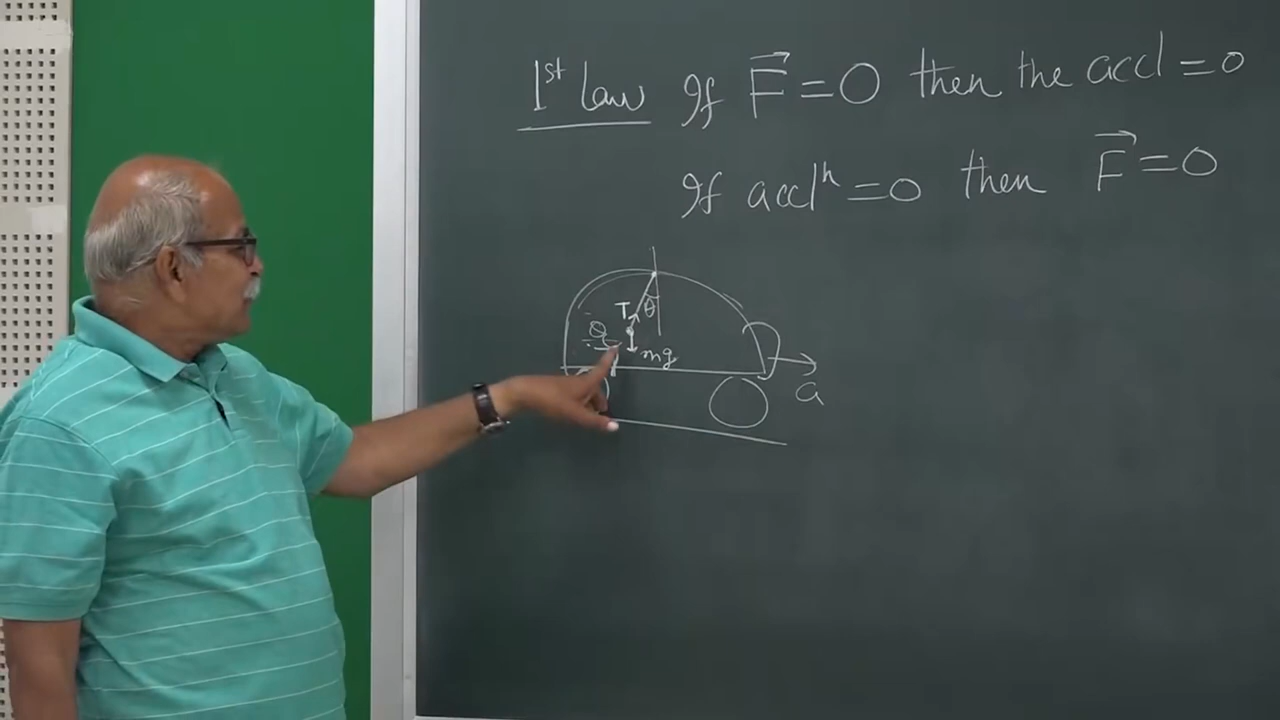 1st Law If F⃗ = 0 then the accl = 0
If acclⁿ = 0 then F⃗ = 0
T θ
mg
a